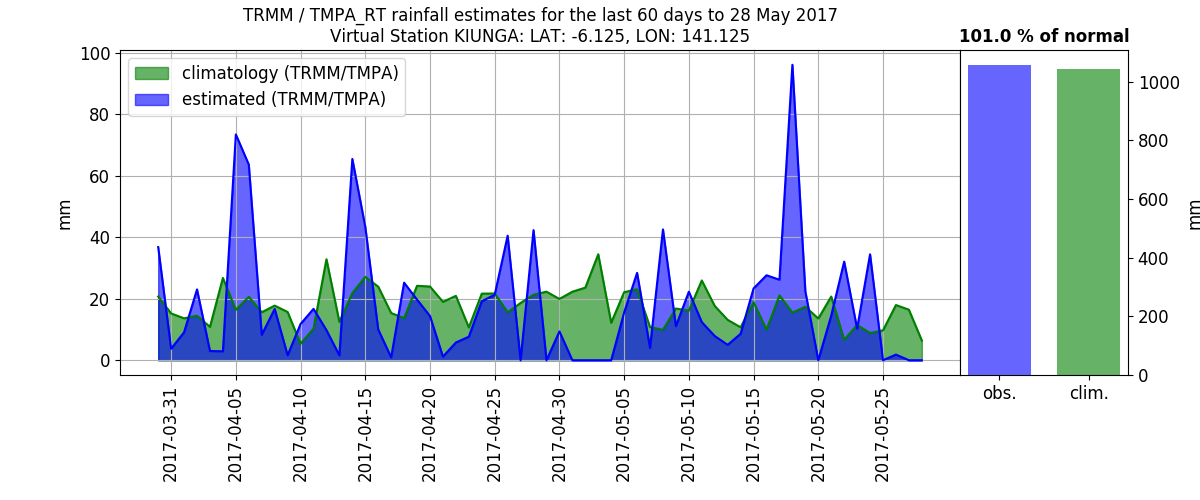 TRMM / TMPA_RT rainfall estimates for the last 60 days to 28 May 2017
Virtual Station KIUNGA: LAT: -6.125, LON: 141.125
101.0 % of normal
climatology (TRMM/TMPA)
estimated (TRMM/TMPA)
mm
100
80
60
40
20
0
2017-03-31
2017-04-05
2017-04-10
2017-04-15
2017-04-20
2017-04-25
2017-04-30
2017-05-05
2017-05-10
2017-05-15
2017-05-20
2017-05-25
obs.
clim.
1000
800
600
400
200
0
mm